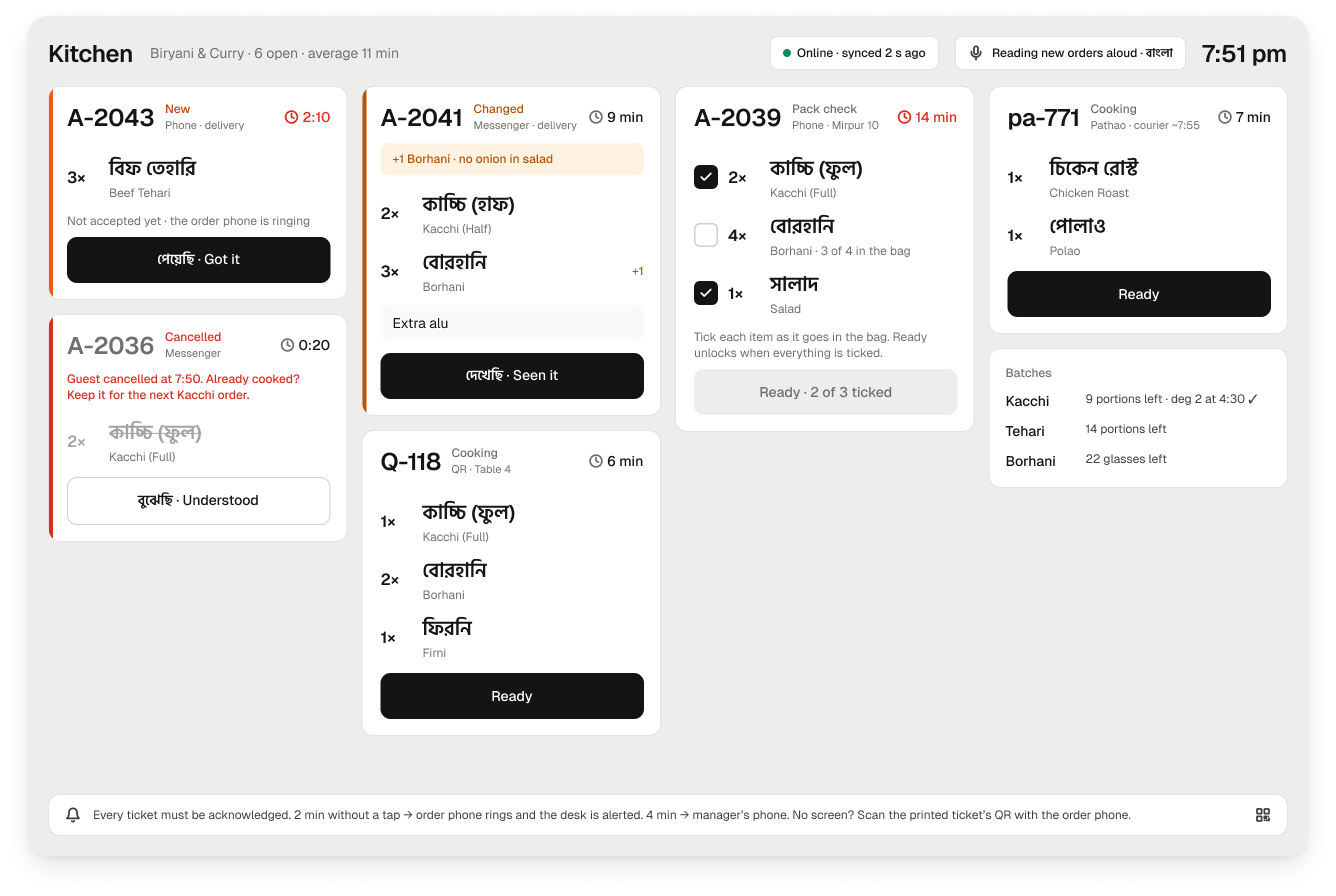 Kitchen
Biryani & Curry · 6 open · average 11 min
Online · synced 2 s ago
Reading new orders aloud · বাংলা
7:51 pm
A-2043
New
Phone · delivery
2:10
3×
বিফ তেহারি
Beef Tehari
Not accepted yet · the order phone is ringing
পেয়েছি · Got it
A-2036
Cancelled
Messenger
0:20
Guest cancelled at 7:50. Already cooked?
Keep it for the next Kacchi order.
2×
কাচ্চি (ফুল)
Kacchi (Full)
বুঝেছি · Understood
A-2041
Changed
Messenger · delivery
9 min
+1 Borhani · no onion in salad
2×
কাচ্চি (হাফ)
Kacchi (Half)
3×
বোরহানি
Borhani
+1
Extra alu
দেখেছি · Seen it
Q-118
Cooking
QR · Table 4
6 min
1×
কাচ্চি (ফুল)
Kacchi (Full)
2×
বোরহানি
Borhani
1×
ফিরনি
Firni
Ready
A-2039
Pack check
Phone · Mirpur 10
14 min
2×
কাচ্চি (ফুল)
Kacchi (Full)
4×
বোরহানি
Borhani · 3 of 4 in the bag
1×
সালাদ
Salad
Tick each item as it goes in the bag. Ready
unlocks when everything is ticked.
Ready · 2 of 3 ticked
pa-771
Cooking
Pathao · courier ~7:55
7 min
1×
চিকেন রোস্ট
Chicken Roast
1×
পোলাও
Polao
Ready
Batches
Kacchi
9 portions left · deg 2 at 4:30 ✓
Tehari
14 portions left
Borhani
22 glasses left
Every ticket must be acknowledged. 2 min without a tap → order phone rings and the desk is alerted. 4 min → manager's phone. No screen? Scan the printed ticket's QR with the order phone.